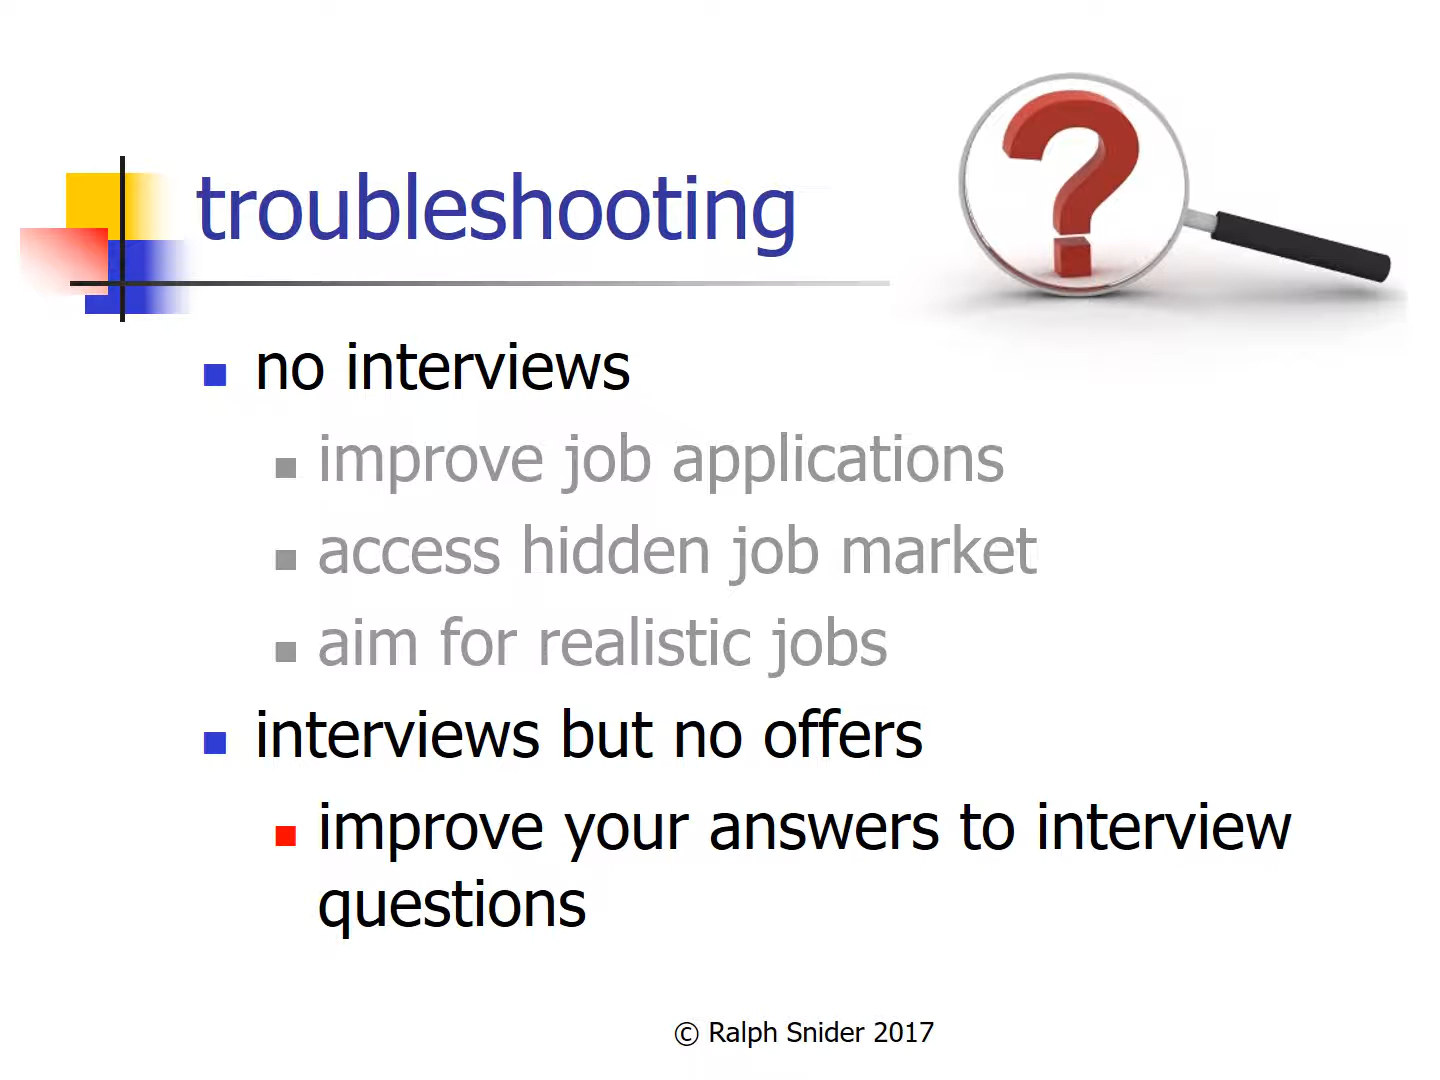 troubleshooting
no interviews
improve job applications
access hidden job market
aim for realistic jobs
interviews but no offers
improve your answers to interview
questions
© Ralph Snider 2017